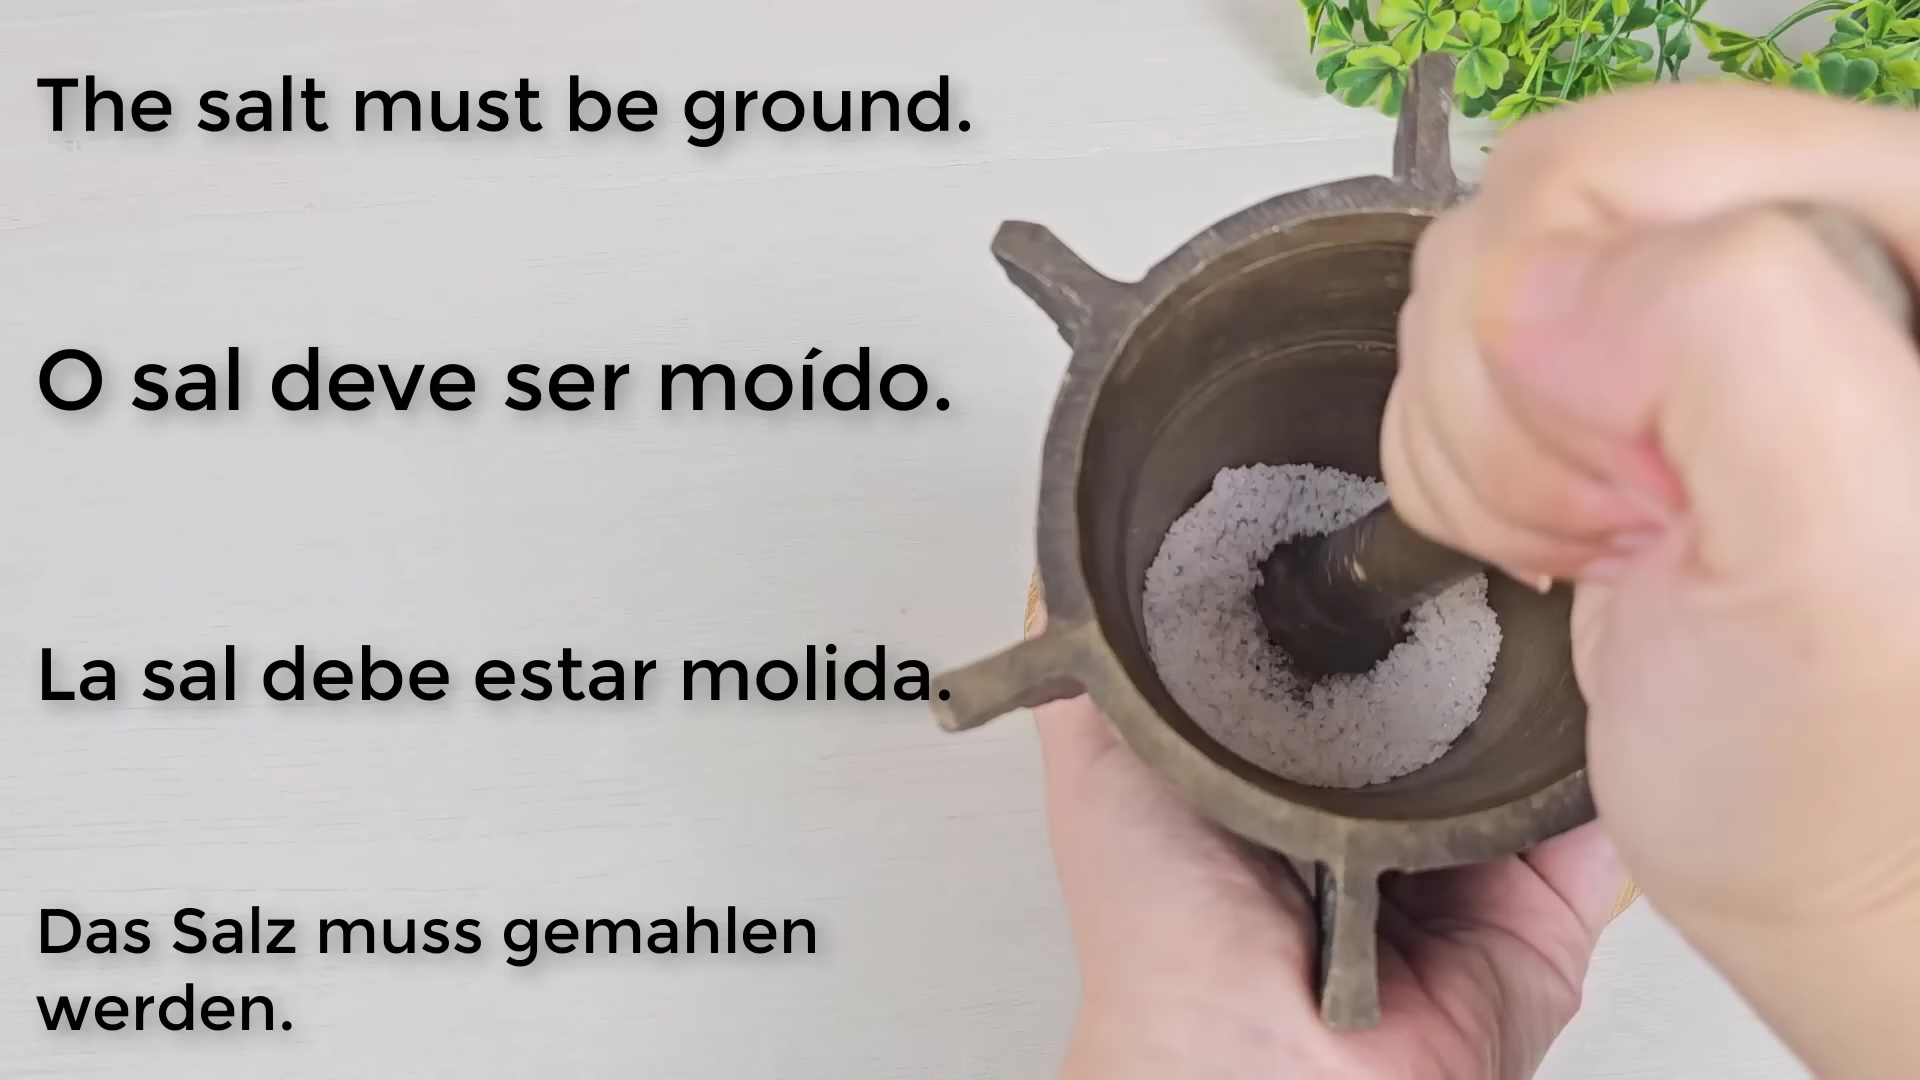 The salt must be ground.
O sal deve ser moído.
La sal debe estar molida.
Das Salz muss gemahlen
werden.